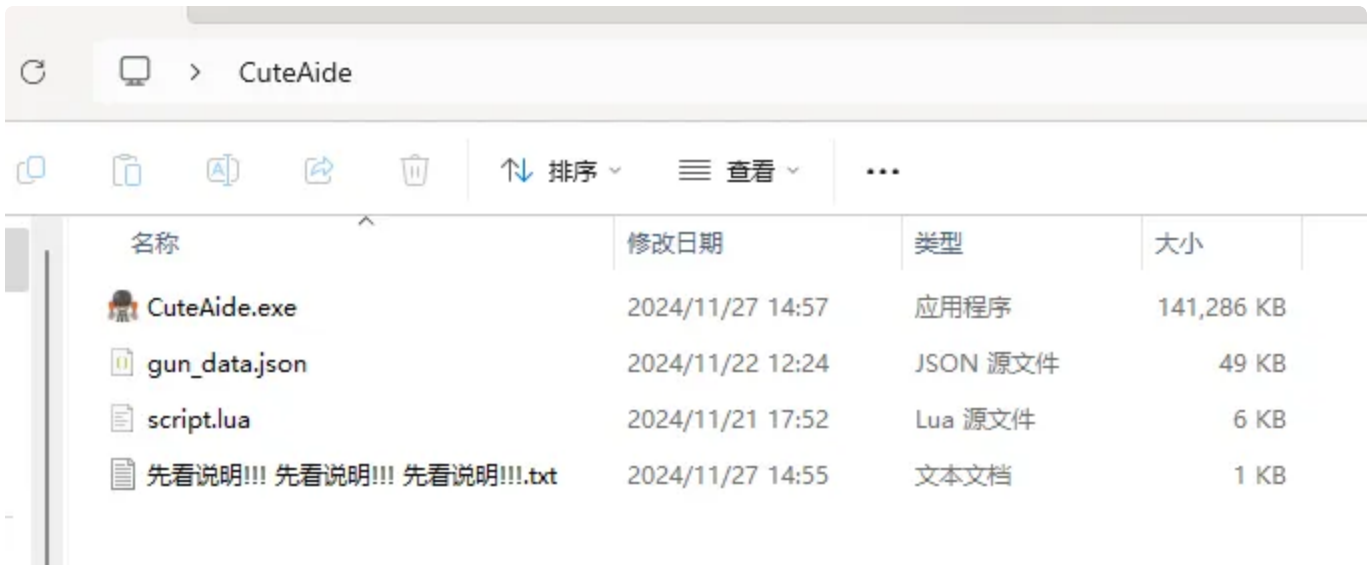 CuteAide
排序
查看
名称 修改日期 类型 大小
CuteAide.exe 2024/11/27 14:57 应用程序 141,286 KB
gun_data.json 2024/11/22 12:24 JSON 源文件 49 KB
script.lua 2024/11/21 17:52 Lua 源文件 6 KB
先看说明!!! 先看说明!!! 先看说明!!!.txt 2024/11/27 14:55 文本文档 1 KB